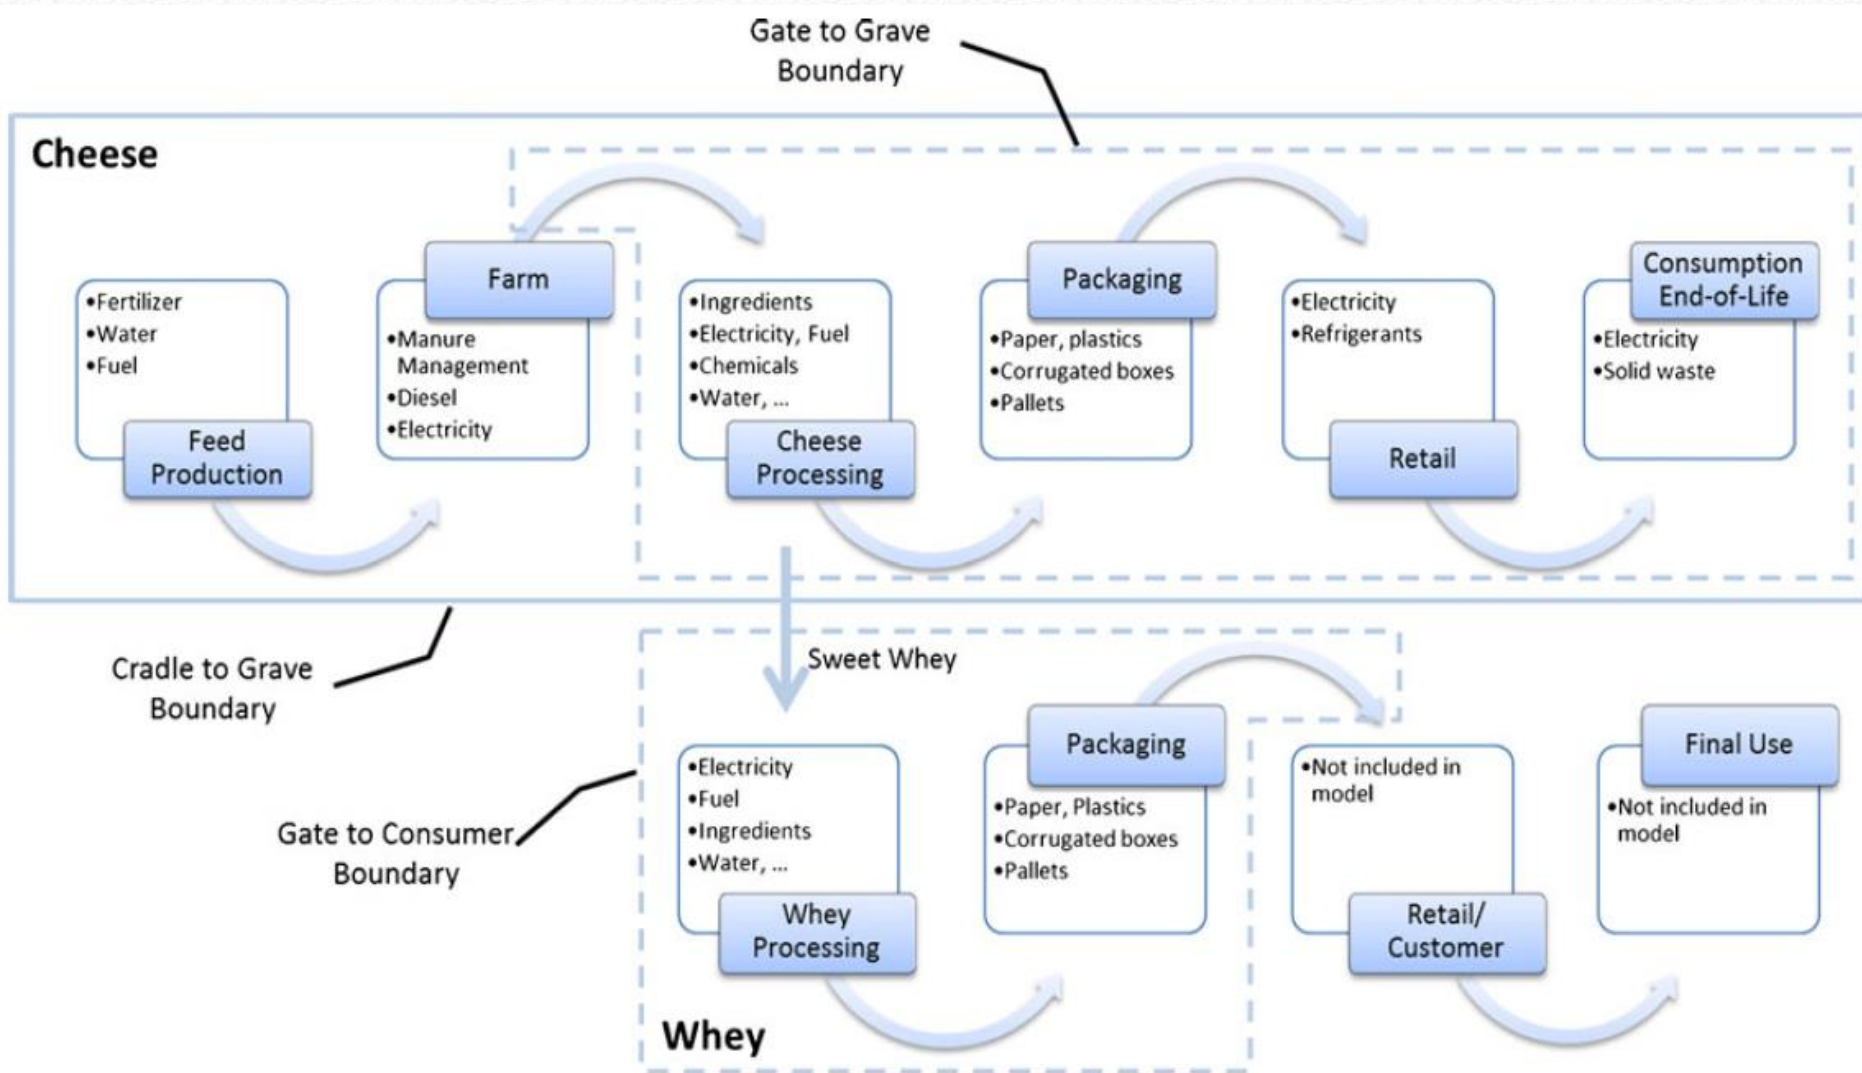 Gate to Grave
Boundary
Cheese
•Fertilizer
•Water
•Fuel
Feed
Production
Farm
•Manure
Management
•Diesel
•Electricity
•Ingredients
•Electricity, Fuel
•Chemicals
•Water, ...
Cheese
Processing
Packaging
•Paper, plastics
•Corrugated boxes
•Pallets
•Electricity
•Refrigerants
Retail
Consumption
End-of-Life
•Electricity
•Solid waste
Cradle to Grave
Boundary
Sweet Whey
Gate to Consumer
Boundary
•Electricity
•Fuel
•Ingredients
•Water, ...
Whey
Processing
Packaging
•Paper, Plastics
•Corrugated boxes
•Pallets
•Not included in
model
Retail/
Customer
Final Use
•Not included in
model
Whey